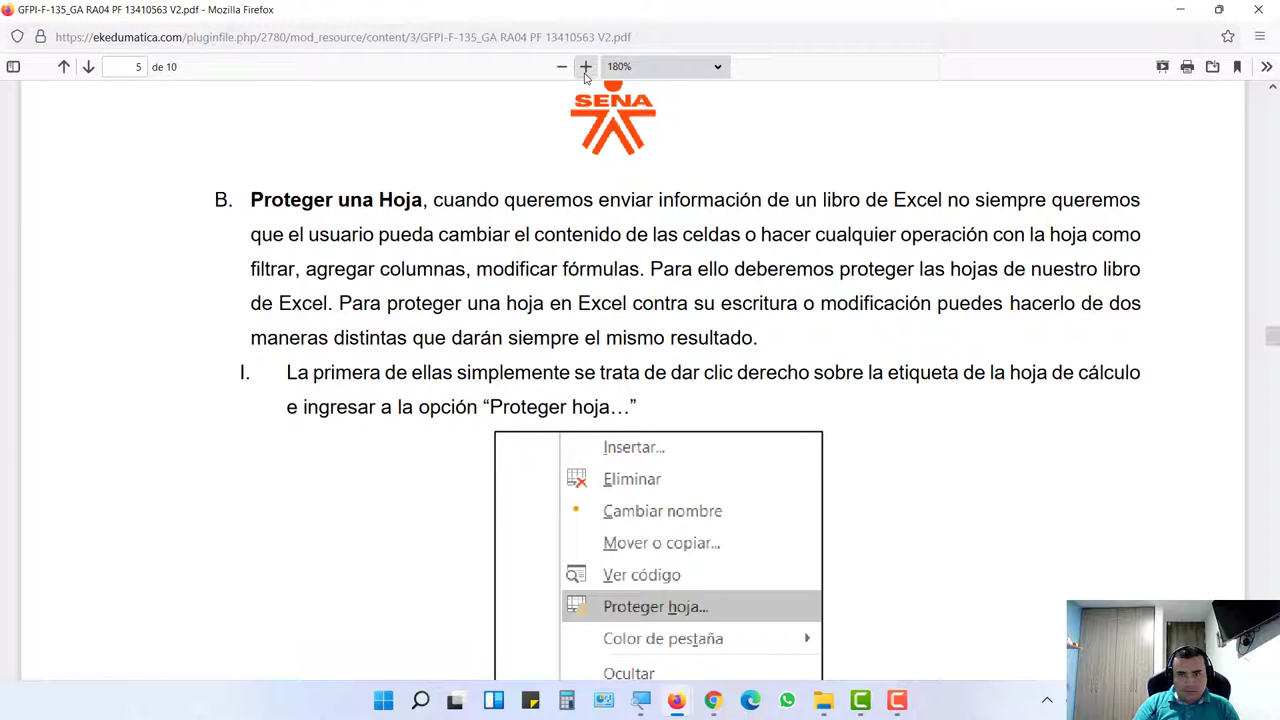 GFPI-F-135_GA RA04 PF 13410563 V2.pdf - Mozilla Firefox
https://ekedumatica.com/pluginfile.php/2780/mod_resource/content/3/GFPI-F-135_GA RA04 PF 13410563 V2.pdf
5 de 10
180%
SENA
B. Proteger una Hoja, cuando queremos enviar información de un libro de Excel no siempre queremos
que el usuario pueda cambiar el contenido de las celdas o hacer cualquier operación con la hoja como
filtrar, agregar columnas, modificar fórmulas. Para ello deberemos proteger las hojas de nuestro libro
de Excel. Para proteger una hoja en Excel contra su escritura o modificación puedes hacerlo de dos
maneras distintas que darán siempre el mismo resultado.
I. La primera de ellas simplemente se trata de dar clic derecho sobre la etiqueta de la hoja de cálculo
e ingresar a la opción “Proteger hoja…”
Insertar...
Eliminar
Cambiar nombre
Mover o copiar...
Ver código
Proteger hoja...
Color de pestaña
Ocultar